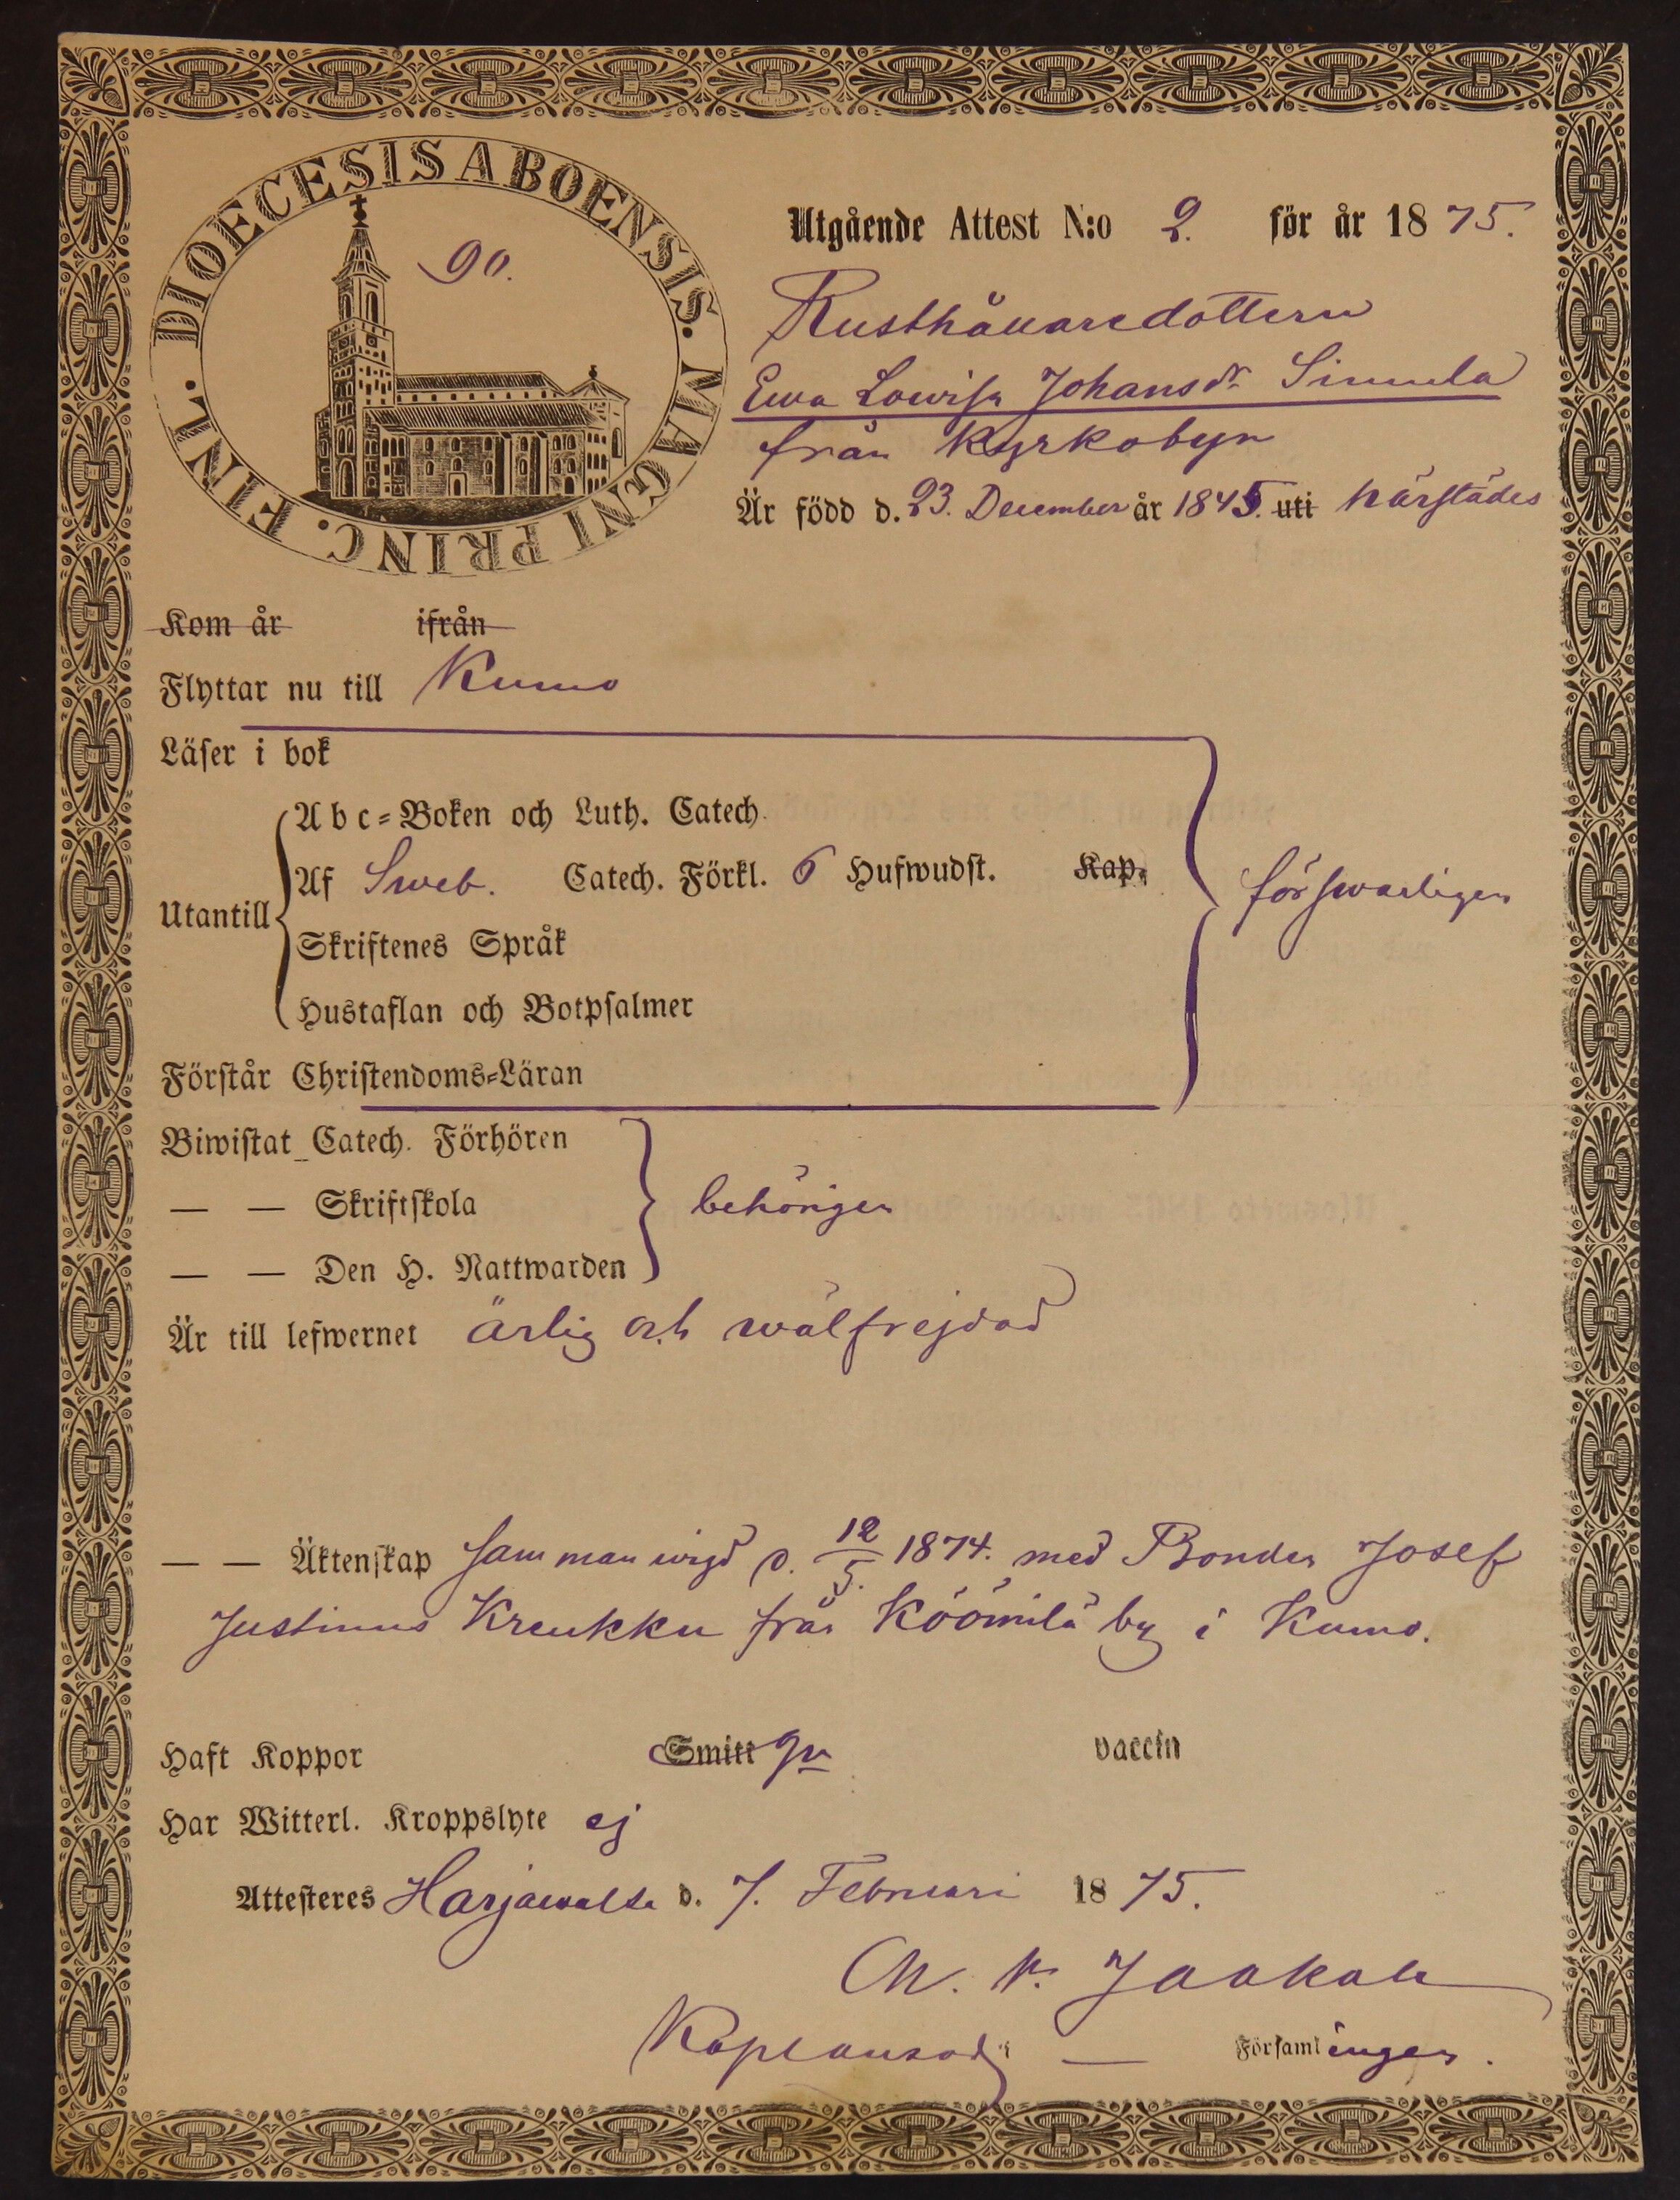 DIOECESIS ABOENSIS. MAGNI PRINC. FINL.
90.
Utgående Attest N:o 2. för år 1875.
Rusthållaredottern
Ewa Lowisa Johansdr Simula
från Kyrkobyn
Är född d. 23. December år 1845. uti härstädes
Kom år ifrån
Flyttar nu till Kumo
Läser i bok
Abc-Boken och Luth. Catech.
Af Sweb. Catech. Förkl. 6 Hufwudst. Kap.
förswarligen
Utantill
Skriftenes Språk
Hustaflan och Botpsalmer
Förstår Christendoms-Läran
Biwistat Catech. Förhören
— — Skriftskola
behörigen
— — Den H. Nattwarden
Är till lefwernet ärlig och wälfrejdad
— — Äktenskap sammanwigd d. 12/5. 1874. med Bonden Josef
Justinus Kreukku från Köömilä by i Kumo.
Haft Koppor Smitt vaccin
Har Witterl. Kroppslyte ej
Attesteres Harjawalta d. 7. Februari 1875.
Jaakola
Försam ingen.